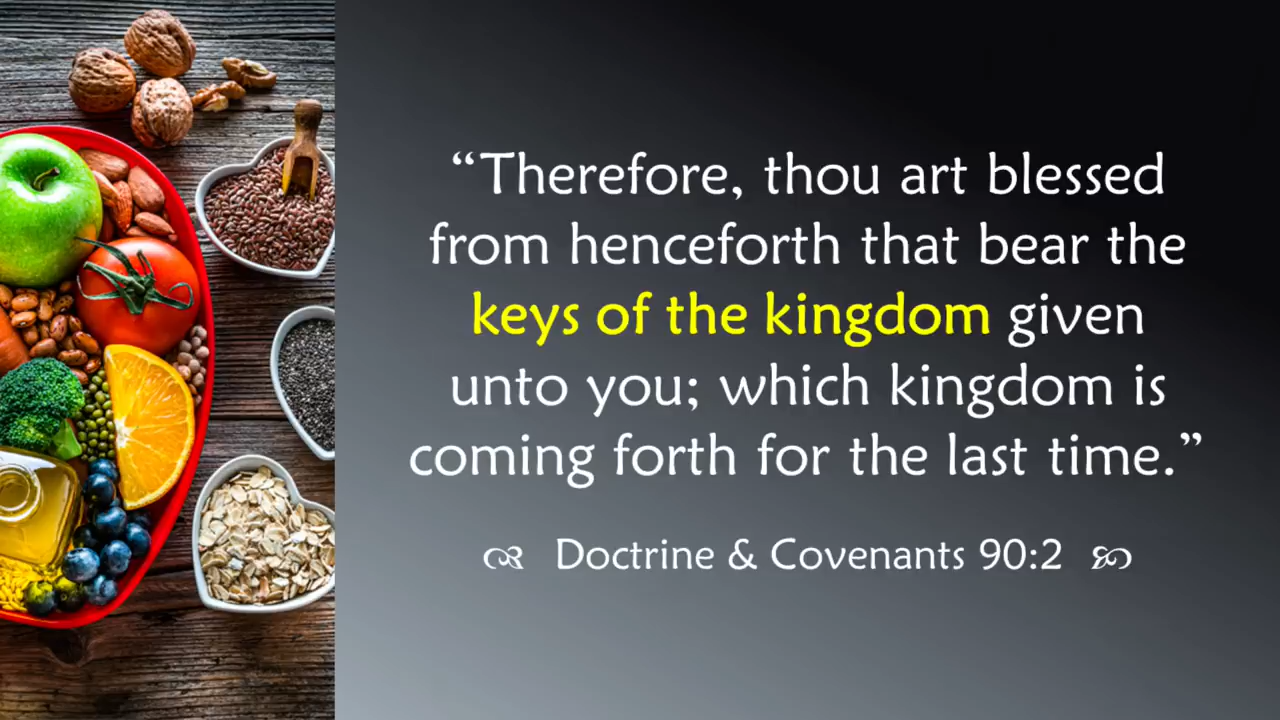 “Therefore, thou art blessed
from henceforth that bear the
keys of the kingdom given
unto you; which kingdom is
coming forth for the last time.”
Doctrine & Covenants 90:2